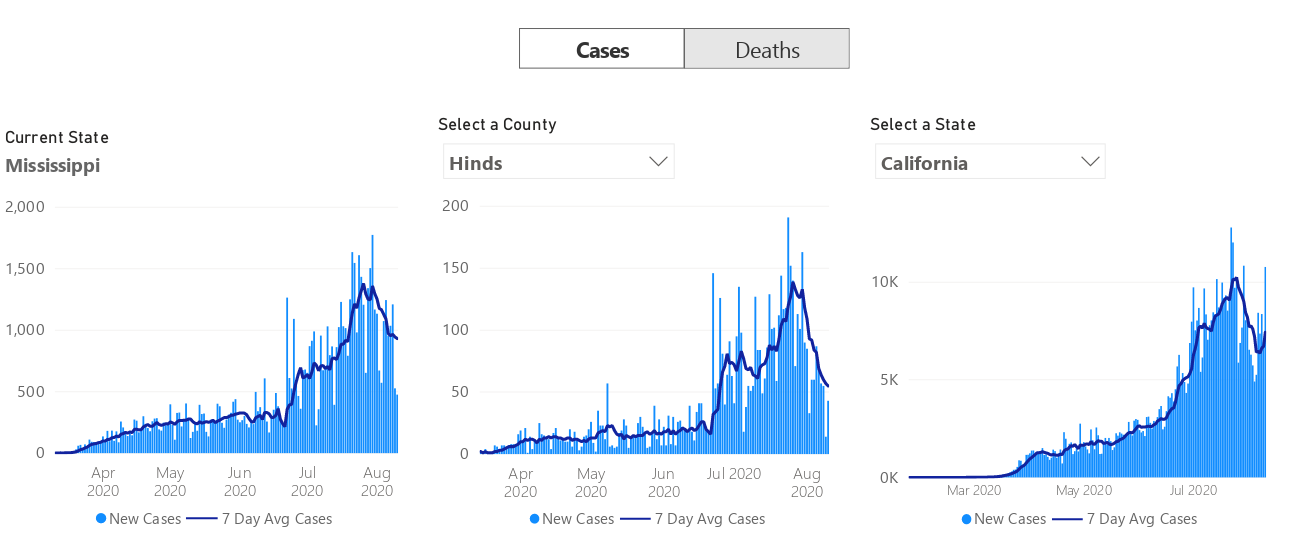 Cases Deaths
Current State
Mississippi
2,000
1,500
1,000
500
0
Apr 2020
May 2020
Jun 2020
Jul 2020
Aug 2020
New Cases 7 Day Avg Cases
Select a County
Hinds
200
150
100
50
0
Apr 2020
May 2020
Jun 2020
Jul 2020
Aug 2020
New Cases 7 Day Avg Cases
Select a State
California
10K
5K
0K
Mar 2020 May 2020 Jul 2020
New Cases 7 Day Avg Cases